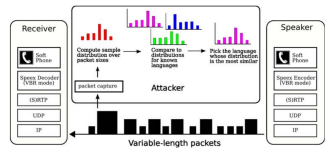 Receiver
Soft
Phone
Speex Decoder
(VBR mode)
(S)RTP
UDP
IP
Compute sample
distribution over
packet sizes
Compare to
distributions
for known
languages
Pick the language
whose distribution
is the most similar
Attacker
packet capture
Variable-length packets
Speaker
Soft
Phone
Speex Encoder
(VBR mode)
(S)RTP
UDP
IP